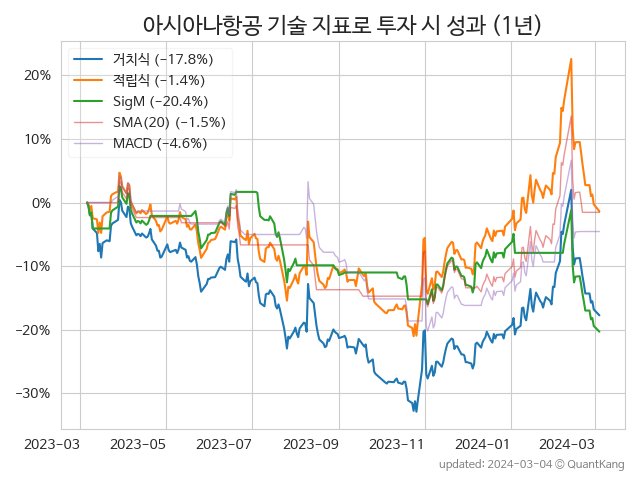 아시아나항공 기술 지표로 투자 시 성과 (1년)
거치식 (−17.8%)
적립식 (−1.4%)
SigM (−20.4%)
SMA(20) (−1.5%)
MACD (−4.6%)
20%
10%
0%
−10%
−20%
−30%
2023−03 2023−05 2023−07 2023−09 2023−11 2024−01 2024−03
updated: 2024−03−04 © QuantKang